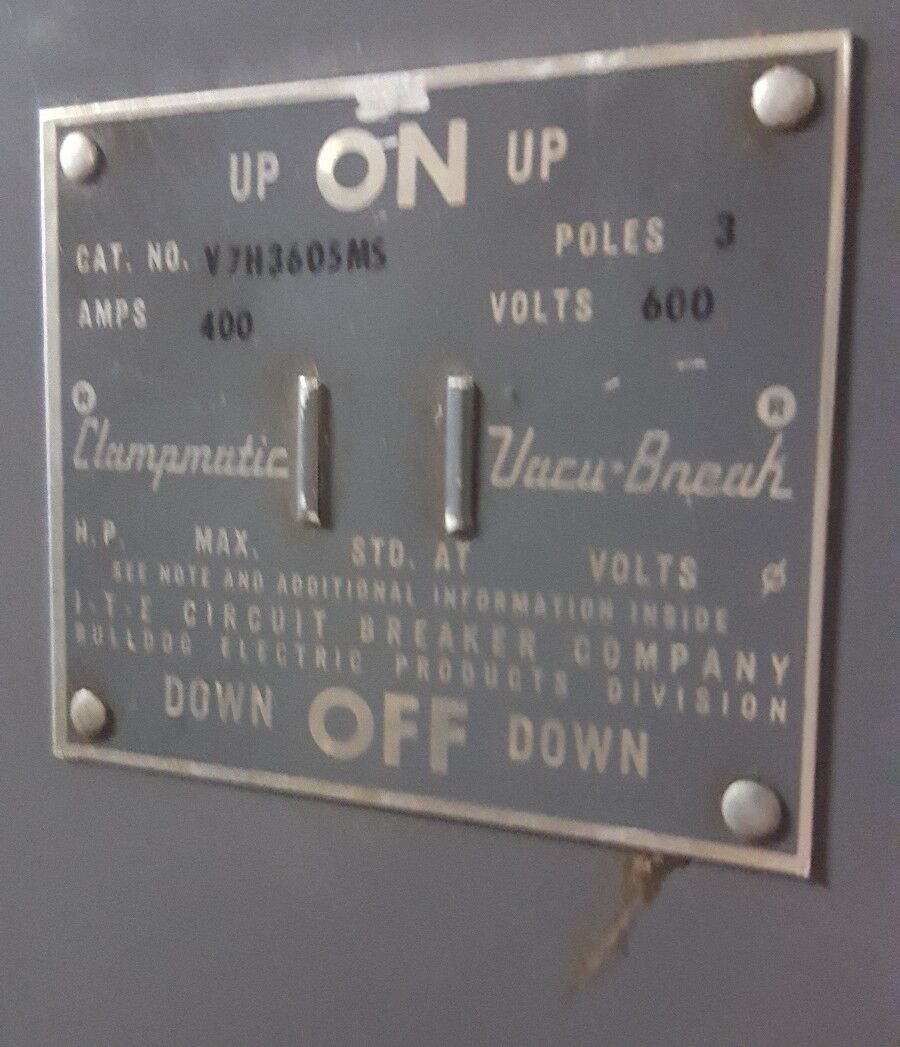 UP ON UP
CAT. NO. V7H3605MS POLES 3
AMPS 400 VOLTS 600
® ®
Clampmatic Vacu-Break
H.P. MAX. STD. AT VOLTS ø
SEE NOTE AND ADDITIONAL INFORMATION INSIDE
I-T-E CIRCUIT BREAKER COMPANY
BULLDOG ELECTRIC PRODUCTS DIVISION
DOWN OFF DOWN